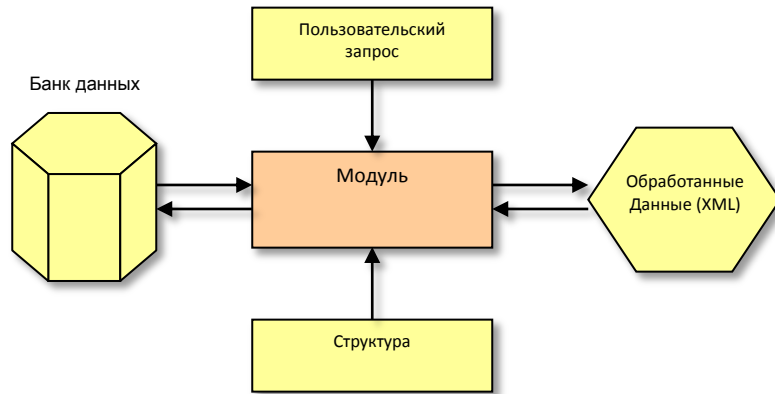 Пользовательский
запрос
Банк данных
Модуль
Обработанные
Данные (XML)
Структура